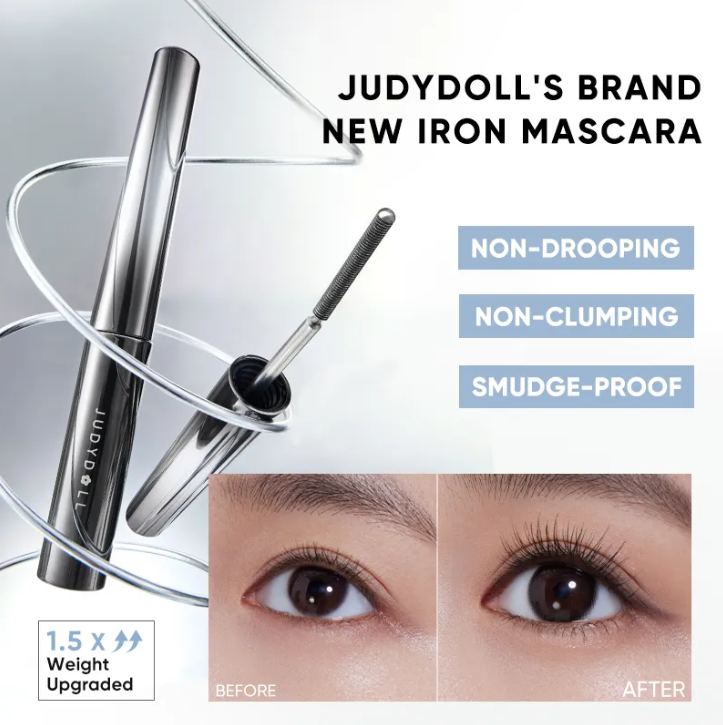 JUDYDOLL'S BRAND
NEW IRON MASCARA
NON-DROOPING
NON-CLUMPING
SMUDGE-PROOF
JUDYDOLL
1.5 X
Weight
Upgraded
BEFORE
AFTER